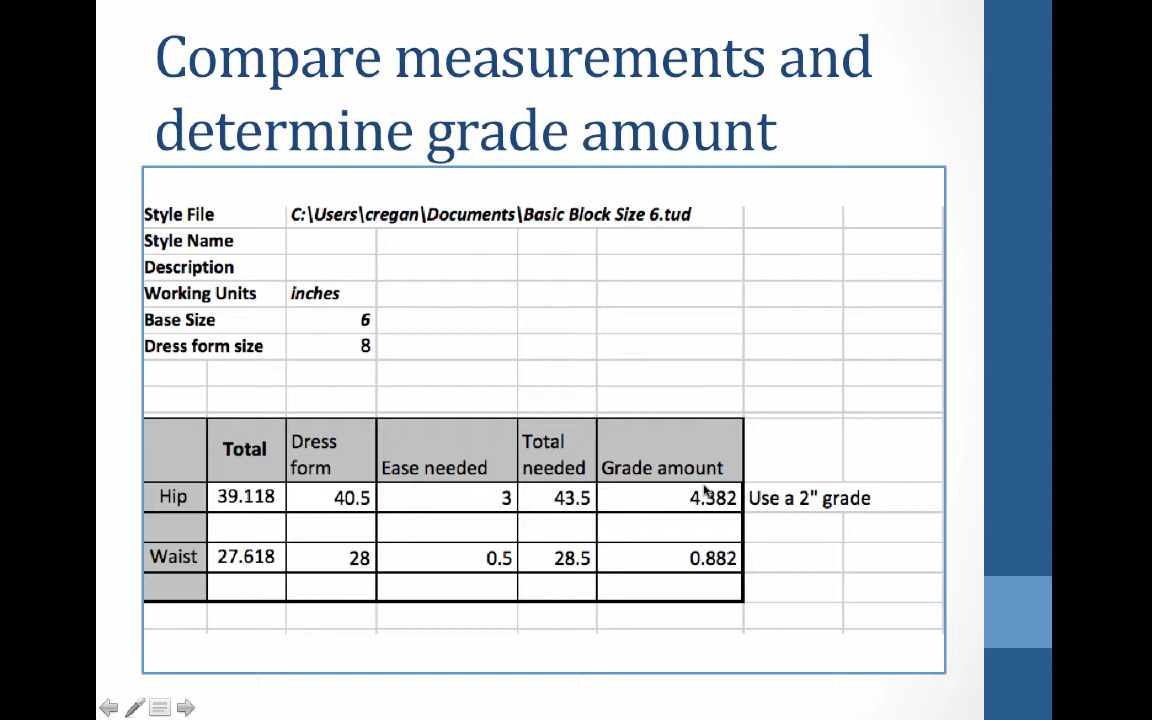 Compare measurements and
determine grade amount
Style File C:\Users\cregan\Documents\Basic Block Size 6.tud
Style Name
Description
Working Units inches
Base Size 6
Dress form size 8
Total Dress form Ease needed Total needed Grade amount
Hip 39.118 40.5 3 43.5 4.382 Use a 2" grade
Waist 27.618 28 0.5 28.5 0.882